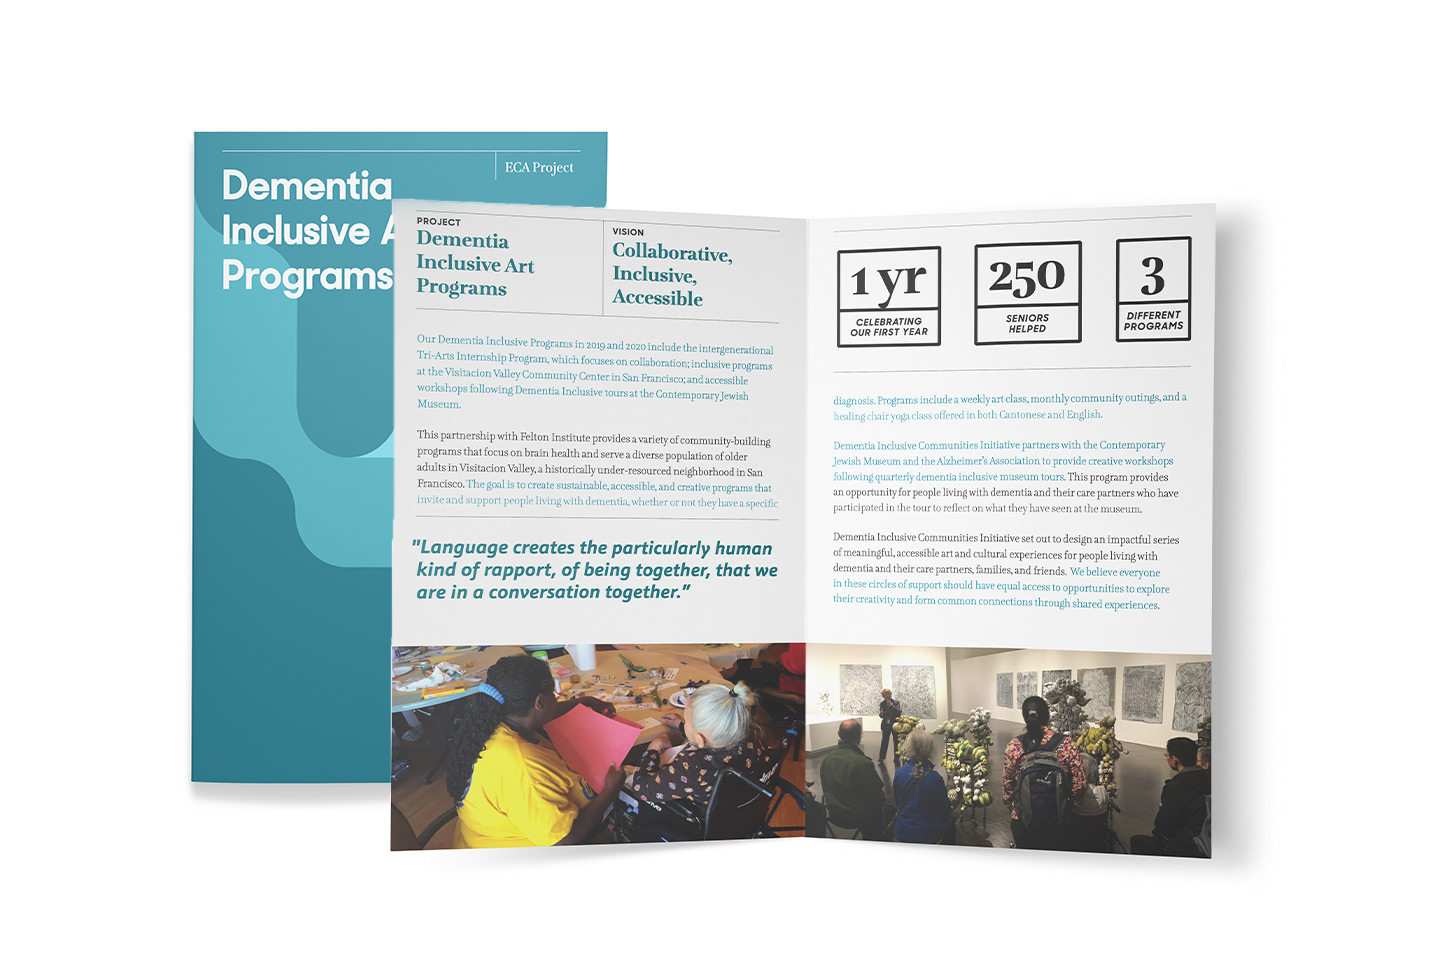 ECA Project
Dementia
Inclusive A
Programs
PROJECT
Dementia
Inclusive Art
Programs
VISION
Collaborative,
Inclusive,
Accessible
Our Dementia Inclusive Programs in 2019 and 2020 include the intergenerational
Tri-Arts Internship Program, which focuses on collaboration; inclusive programs
at the Visitacion Valley Community Center in San Francisco; and accessible
workshops following Dementia Inclusive tours at the Contemporary Jewish
Museum.
This partnership with Felton Institute provides a variety of community-building
programs that focus on brain health and serve a diverse population of older
adults in Visitacion Valley, a historically under-resourced neighborhood in San
Francisco. The goal is to create sustainable, accessible, and creative programs that
invite and support people living with dementia, whether or not they have a specific
"Language creates the particularly human
kind of rapport, of being together, that we
are in a conversation together."
1 yr
CELEBRATING
OUR FIRST YEAR
250
SENIORS
HELPED
3
DIFFERENT
PROGRAMS
diagnosis. Programs include a weekly art class, monthly community outings, and a
healing chair yoga class offered in both Cantonese and English.
Dementia Inclusive Communities Initiative partners with the Contemporary
Jewish Museum and the Alzheimer's Association to provide creative workshops
following quarterly dementia inclusive museum tours. This program provides
an opportunity for people living with dementia and their care partners who have
participated in the tour to reflect on what they have seen at the museum.
Dementia Inclusive Communities Initiative set out to design an impactful series
of meaningful, accessible art and cultural experiences for people living with
dementia and their care partners, families, and friends. We believe everyone
in these circles of support should have equal access to opportunities to explore
their creativity and form common connections through shared experiences.